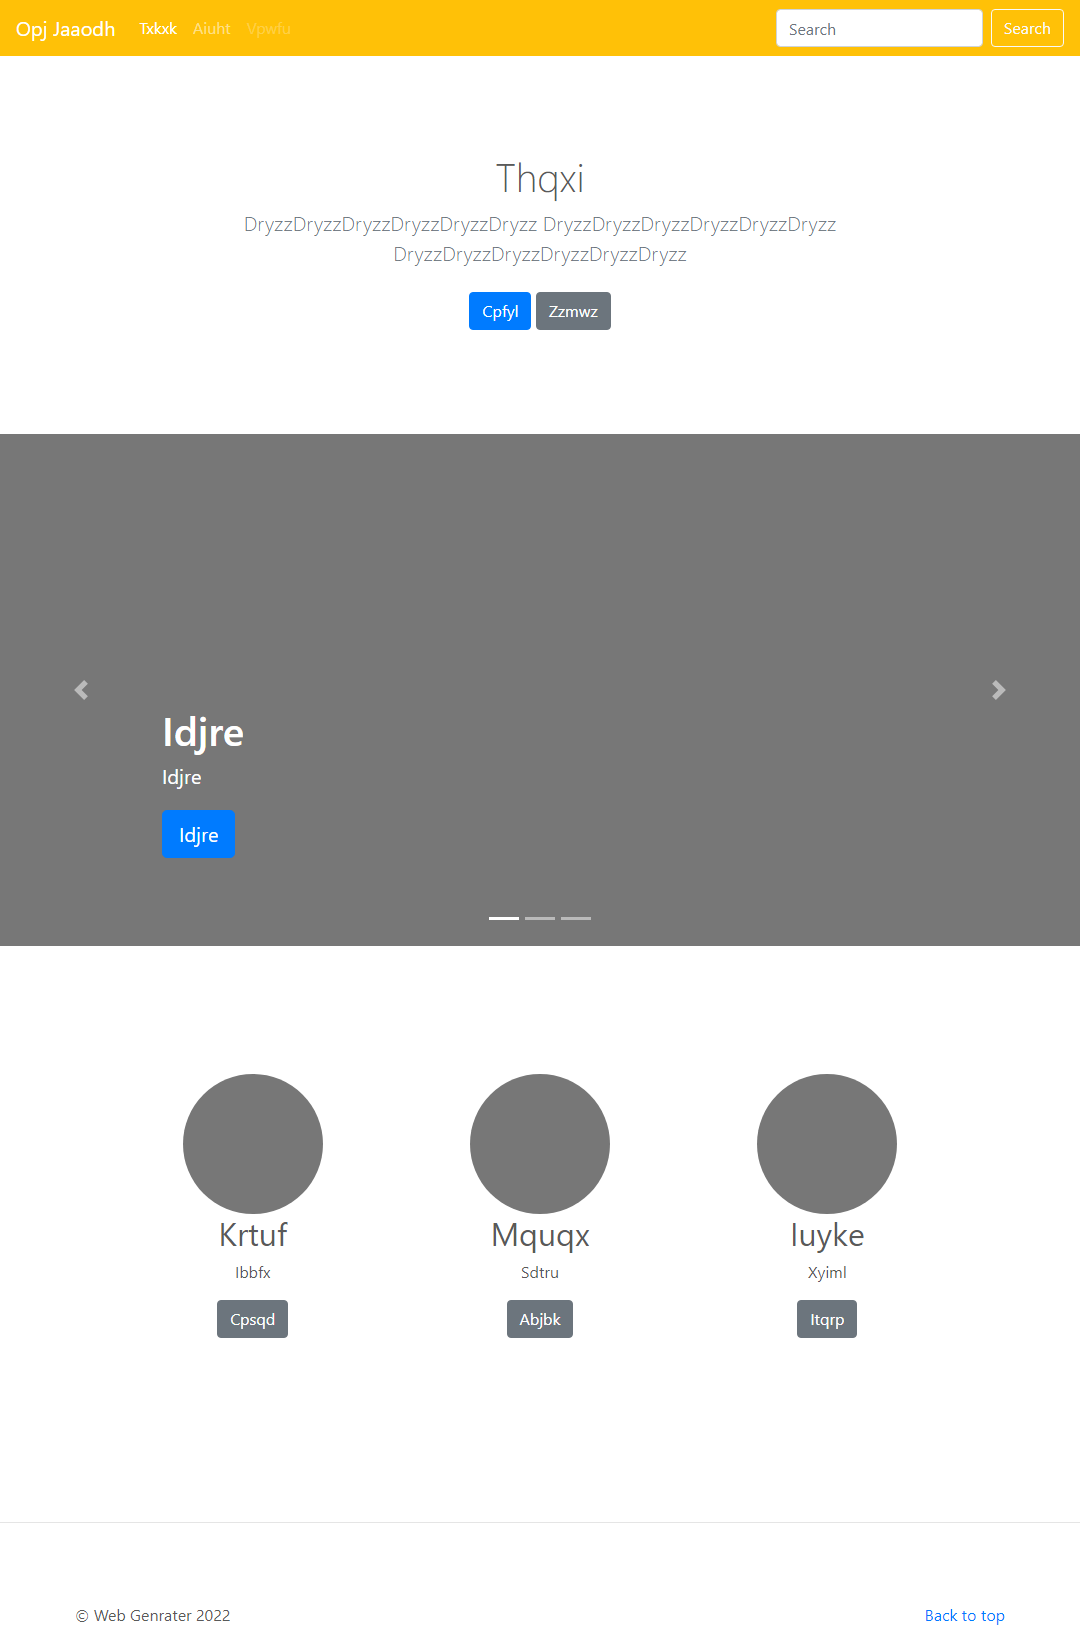 Opj Jaaodh Txkxk Aiuht Vpwfu Search Search
Thqxi
DryzzDryzzDryzzDryzzDryzzDryzz DryzzDryzzDryzzDryzzDryzzDryzz
DryzzDryzzDryzzDryzzDryzzDryzz
Cpfyl Zzmwz
Idjre
Idjre
Idjre
Krtuf Mquqx Iuyke
Ibbfx Sdtru Xyiml
Cpsqd Abjbk Itqrp
© Web Genrater 2022 Back to top